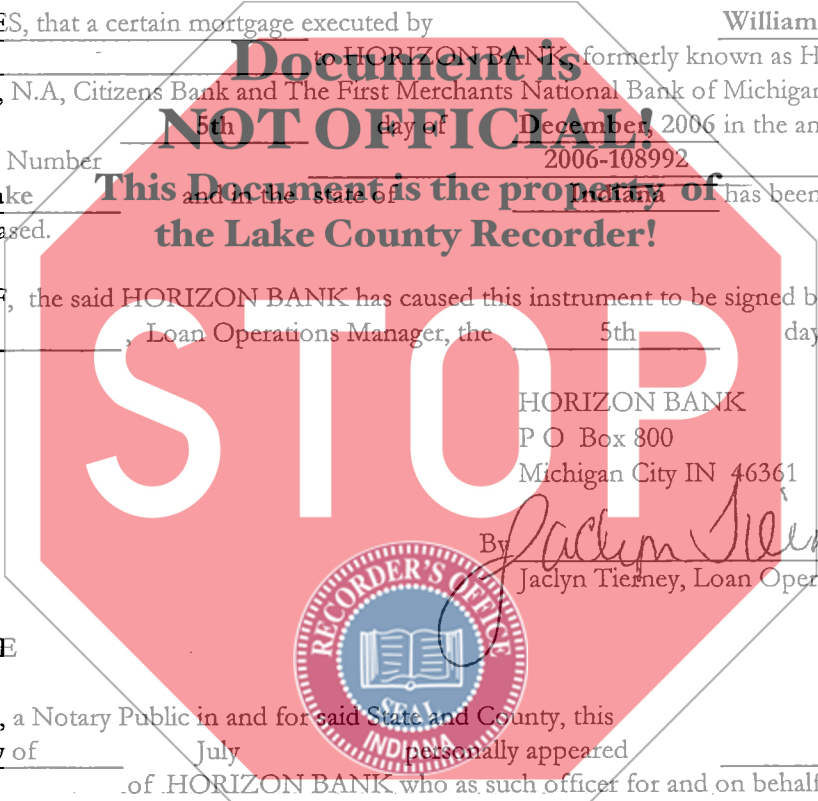 ES, that a certain mortgage executed by William
to HORIZON BANK, formerly known as H
, N.A, Citizens Bank and The First Merchants National Bank of Michigan
5th day of December, 2006 in the an
Number 2006-108992
ke and in the state of Indiana has been
ased.
Document is
NOT OFFICIAL!
This Document is the property of
the Lake County Recorder!
F, the said HORIZON BANK has caused this instrument to be signed b
, Loan Operations Manager, the 5th day
STOP
HORIZON BANK
P O Box 800
Michigan City IN 46361
By Jaclyn Tiern
Jaclyn Tierney, Loan Oper
RECORDER'S OFFICE
SEAL
INDIANA
E
, a Notary Public in and for said State and County, this
y of July personally appeared
of HORIZON BANK who as such officer for and on behalf